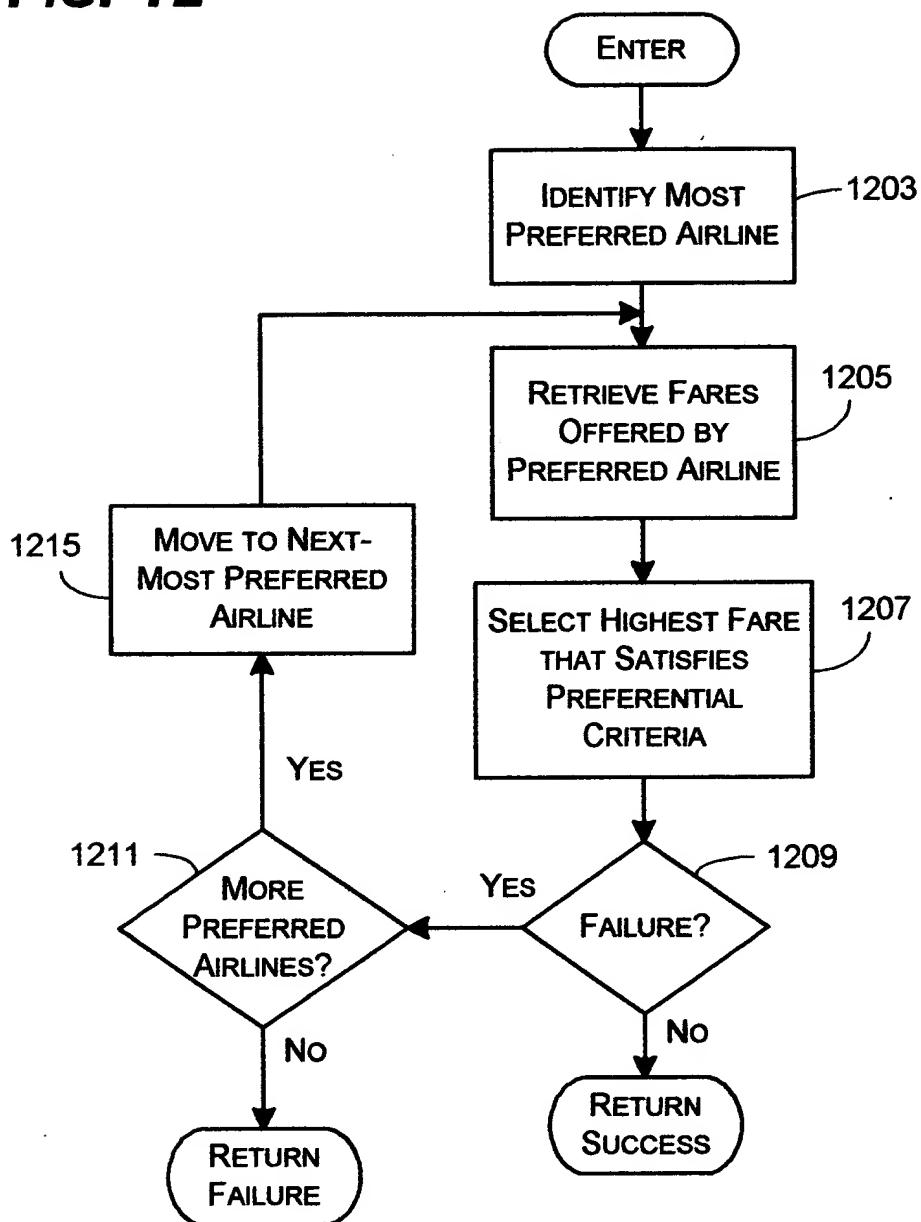 FIG. 12
ENTER
IDENTIFY MOST
PREFERRED AIRLINE
1203
RETRIEVE FARES
OFFERED BY
PREFERRED AIRLINE
1205
1215
MOVE TO NEXT-
MOST PREFERRED
AIRLINE
SELECT HIGHEST FARE
THAT SATISFIES
PREFERENTIAL
CRITERIA
1207
YES
1211
MORE
PREFERRED
AIRLINES?
YES
1209
FAILURE?
NO
NO
RETURN
SUCCESS
RETURN
FAILURE